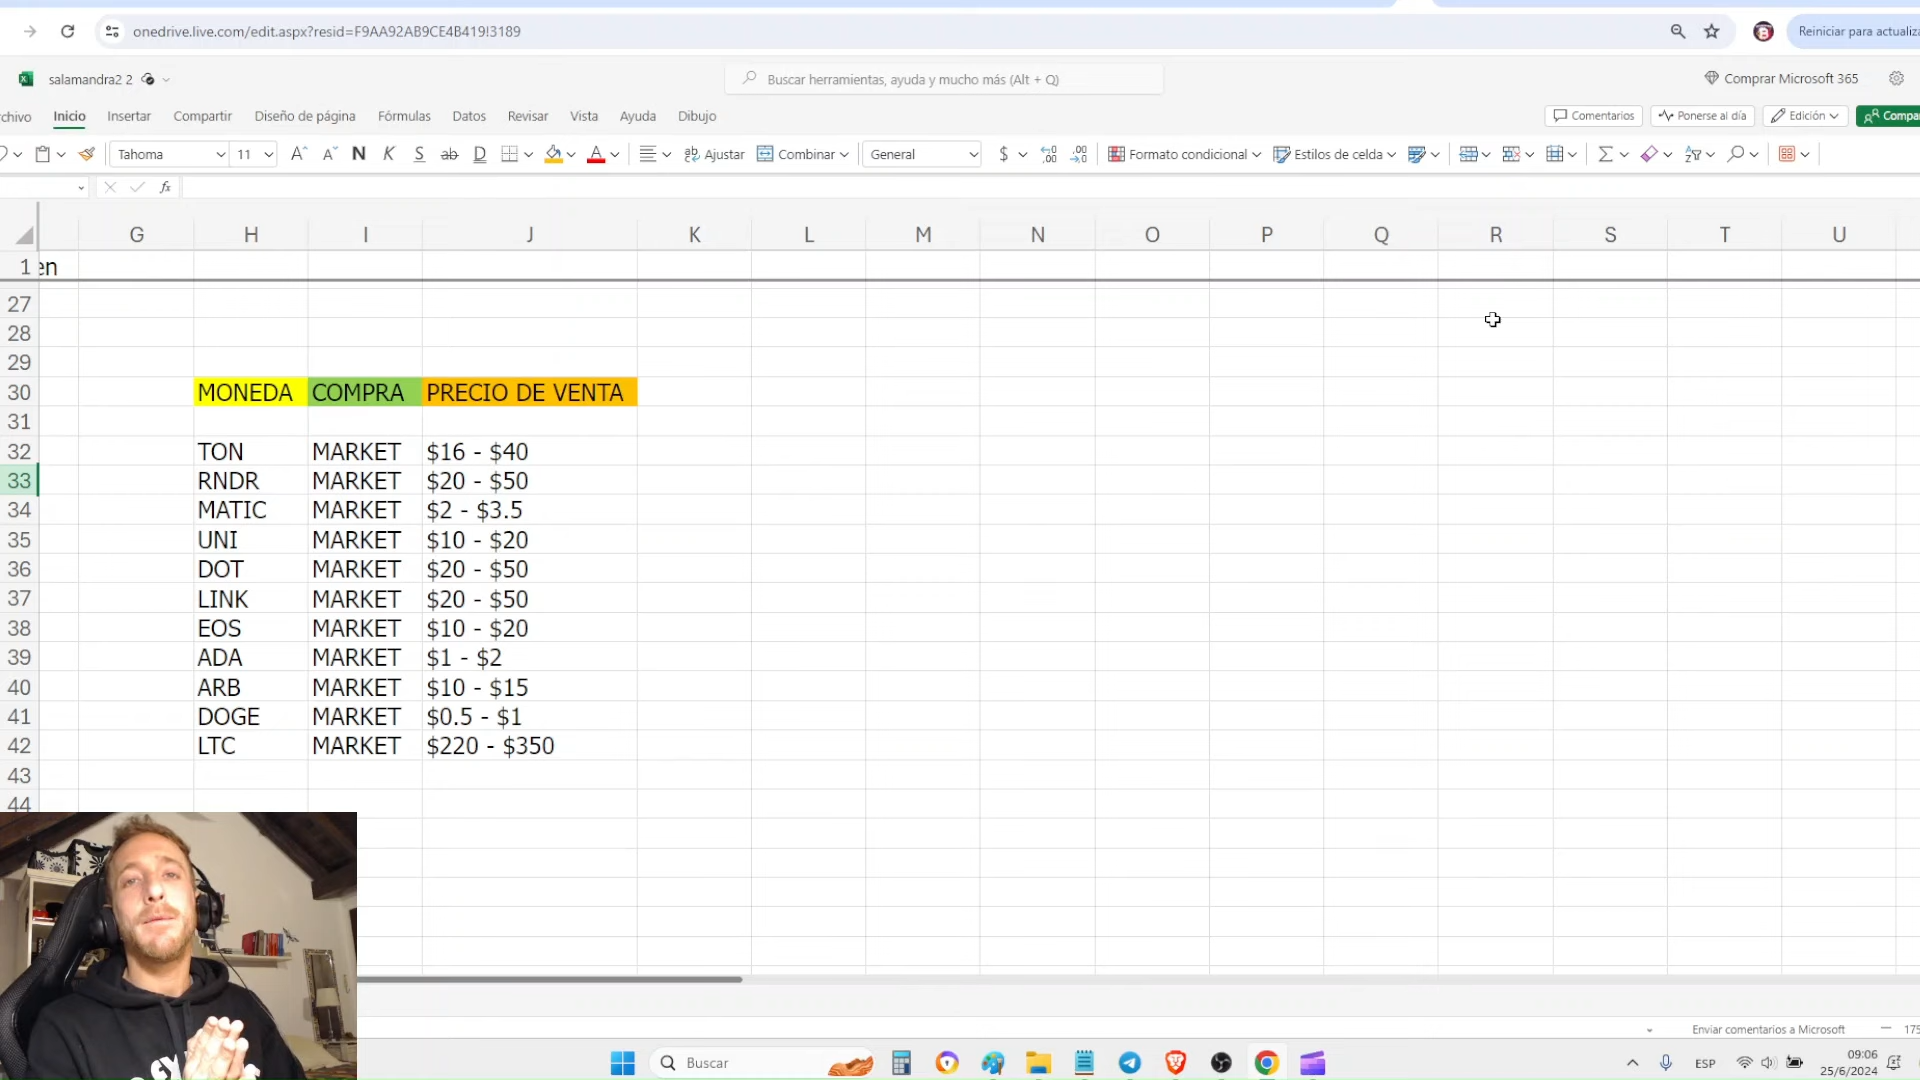 onedrive.live.com/edit.aspx?resid=F9AA92AB9CE4B419!3189
Reiniciar para actualiza
salamandra2 2
Buscar herramientas, ayuda y mucho más (Alt + Q)
Comprar Microsoft 365
chivo Inicio Insertar Compartir Diseño de página Fórmulas Datos Revisar Vista Ayuda Dibujo
Comentarios Ponerse al día Edición Compar
Tahoma 11 A A N K S ab D A Ajustar Combinar General $ Formato condicional Estilos de celda
fx
G H I J K L M N O P Q R S T U
1 en
27
28
29
30 MONEDA COMPRA PRECIO DE VENTA
31
32 TON MARKET $16 - $40
33 RNDR MARKET $20 - $50
34 MATIC MARKET $2 - $3.5
35 UNI MARKET $10 - $20
36 DOT MARKET $20 - $50
37 LINK MARKET $20 - $50
38 EOS MARKET $10 - $20
39 ADA MARKET $1 - $2
40 ARB MARKET $10 - $15
41 DOGE MARKET $0.5 - $1
42 LTC MARKET $220 - $350
43
44
Enviar comentarios a Microsoft 175
Buscar
ESP
09:06
25/6/2024